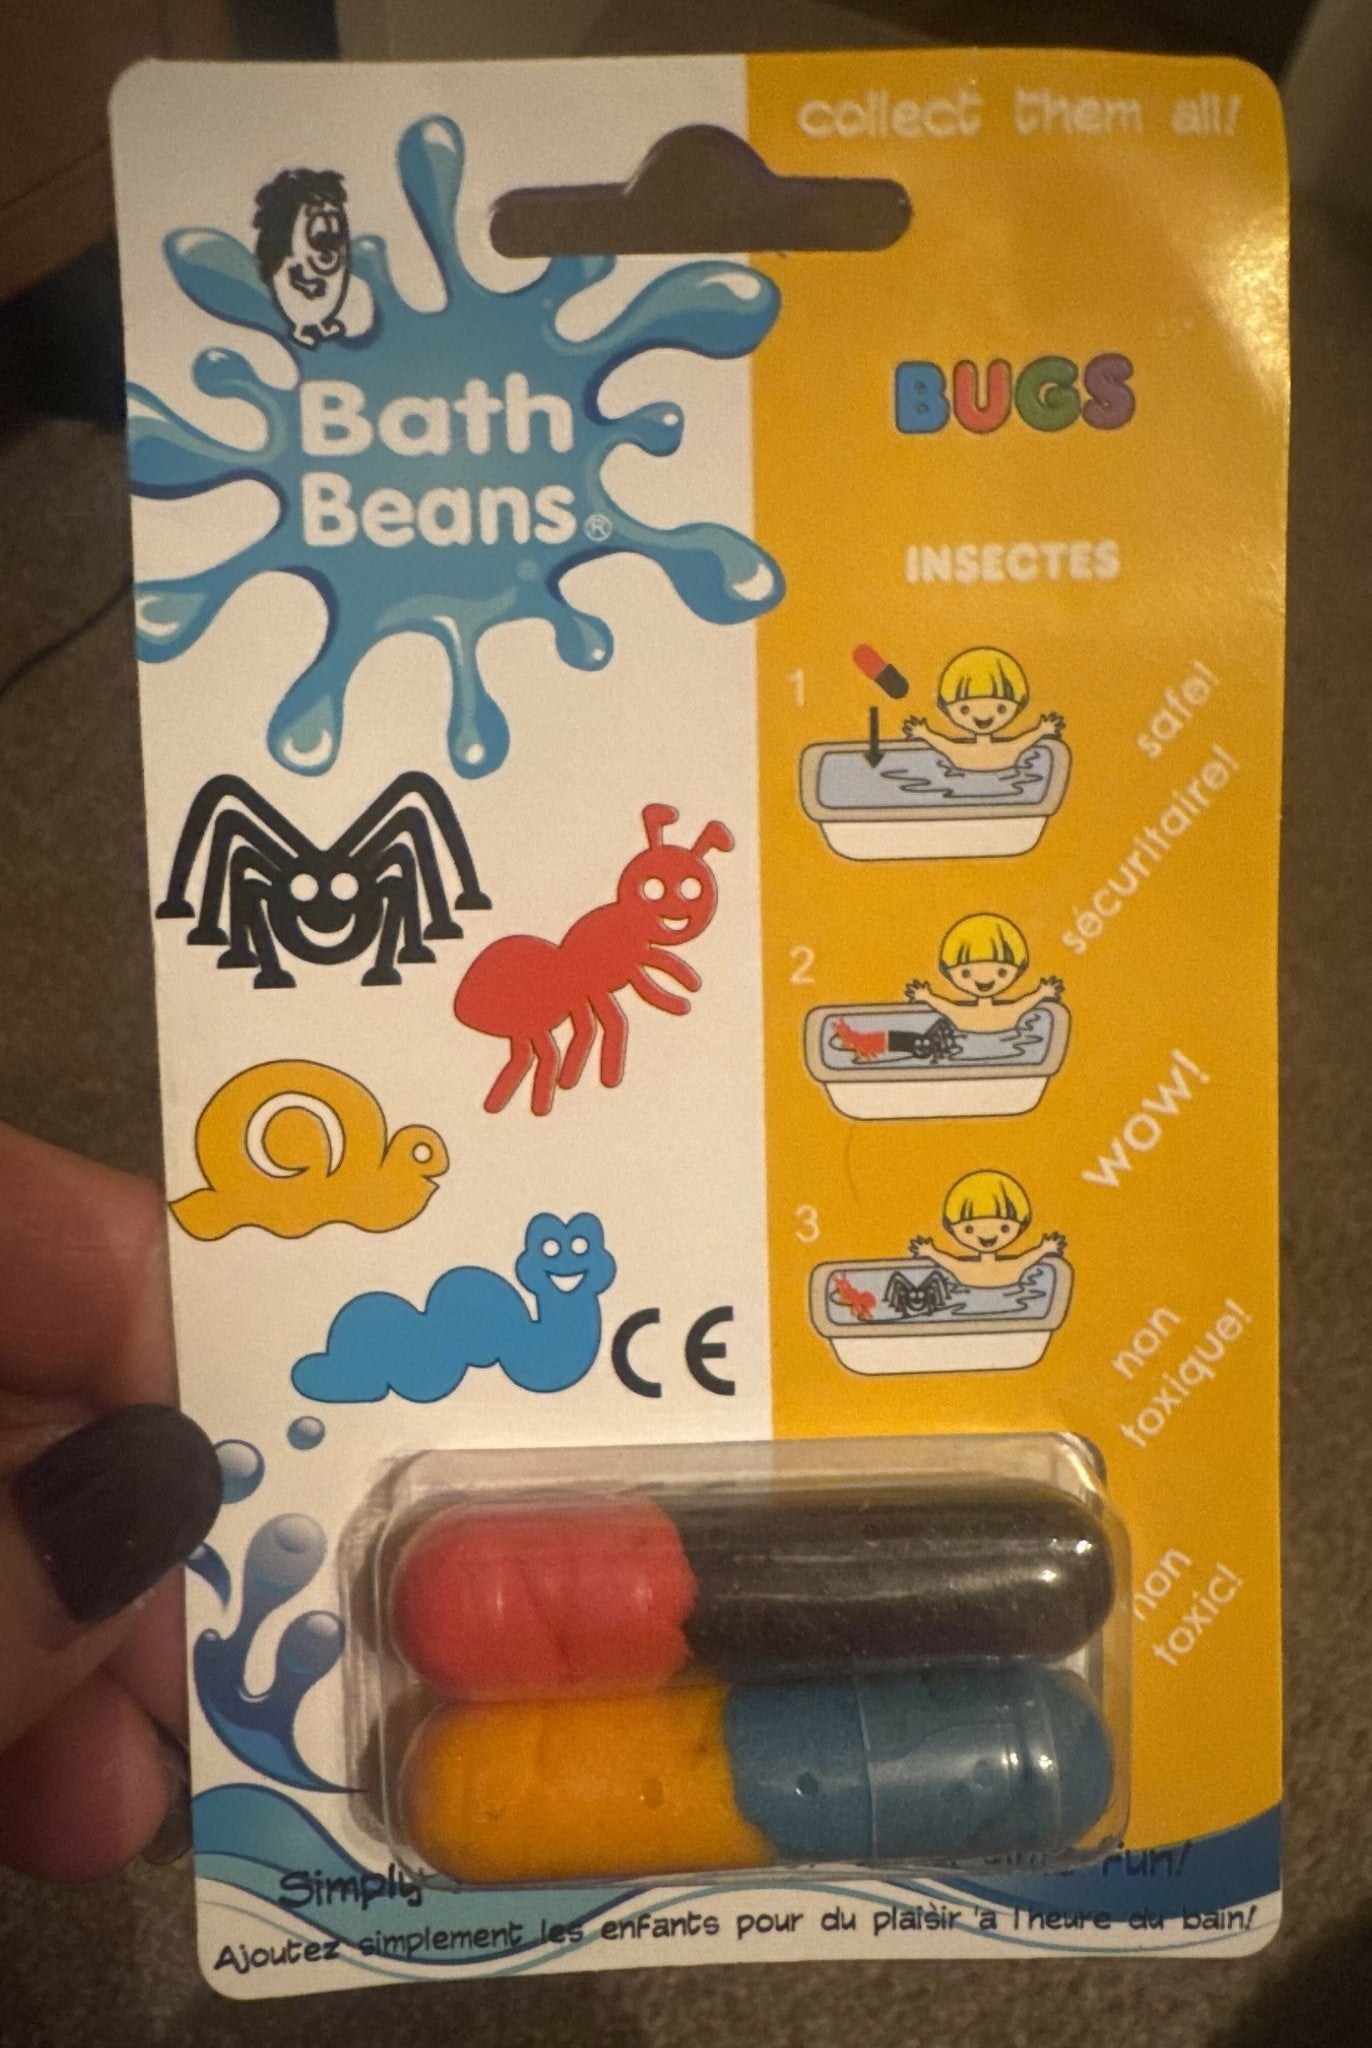 collect them all!
Bath
Beans®
BUGS
INSECTES
1
safe!
sécuritaire!
2
wow!
3
non
toxique!
CE
non
toxic!
Simply
fun!
Ajoutez simplement les enfants pour du plaisir 'a l'heure du bain!